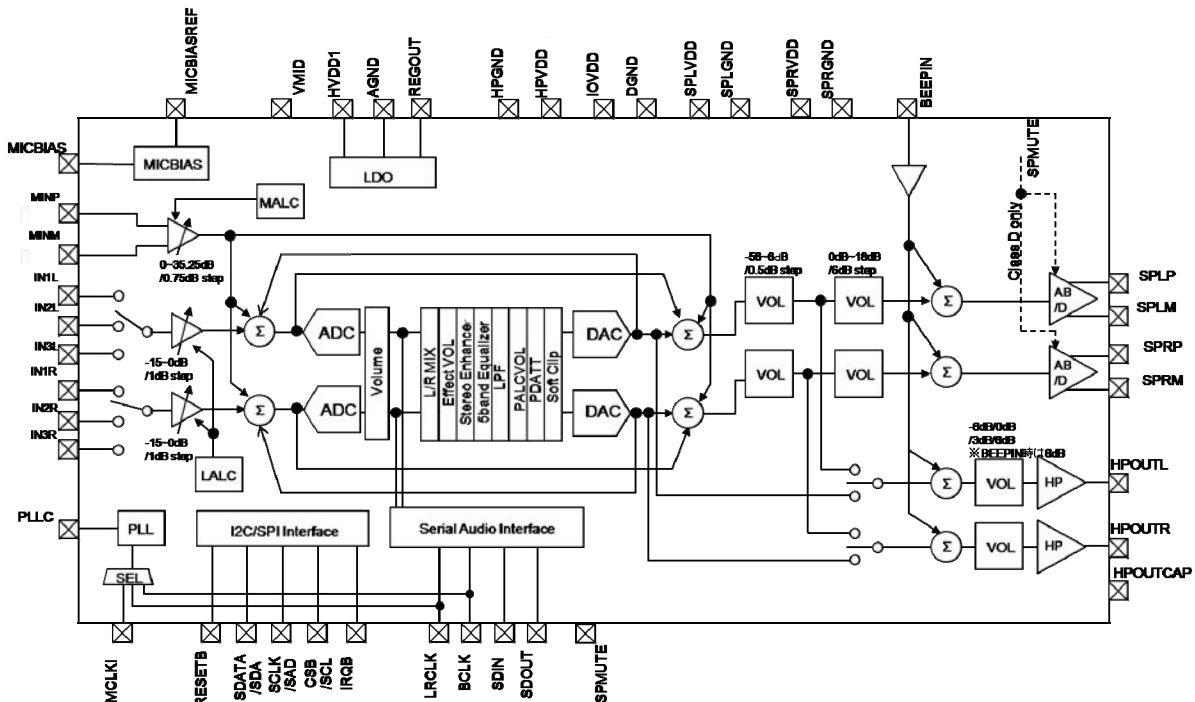 MICBIASREF
VMID
HVDD1
AGND
REGOUT
HPGND
HPVDD
IOVDD
DGND
SPLVDD
SPLGND
SPRVDD
SPRGND
BEEPIN
MICBIAS
MICBIAS
LDO
SPMUTE
Class D only
MINP
MINM
MALC
0~35.25dB
/0.75dB step
IN1L
IN2L
IN3L
IN1R
IN2R
IN3R
-15~0dB
/1dB step
-15~0dB
/1dB step
LALC
Σ
Σ
ADC
ADC
Volume
L/R MIX
Effect VOL
Stereo Enhancer
5band Equalizer
LPF
PALCVOL
PDATT
Soft Clip
DAC
DAC
Σ
Σ
-56~6dB
/0.5dB step
0dB~18dB
/6dB step
VOL
VOL
VOL
VOL
Σ
Σ
AB
/D
AB
/D
SPLP
SPLM
SPRP
SPRM
-6dB/0dB
/3dB/6dB
※BEEPIN時は6dB
Σ
VOL
HP
HPOUTL
Σ
VOL
HP
HPOUTR
HPOUTCAP
PLLC
PLL
SEL
I2C/SPI Interface
Serial Audio Interface
MCLKI
RESETB
SDATA
/SDA
SCLK
/SAD
CSB
/SCL
IRQB
LRCLK
BCLK
SDIN
SDOUT
SPMUTE